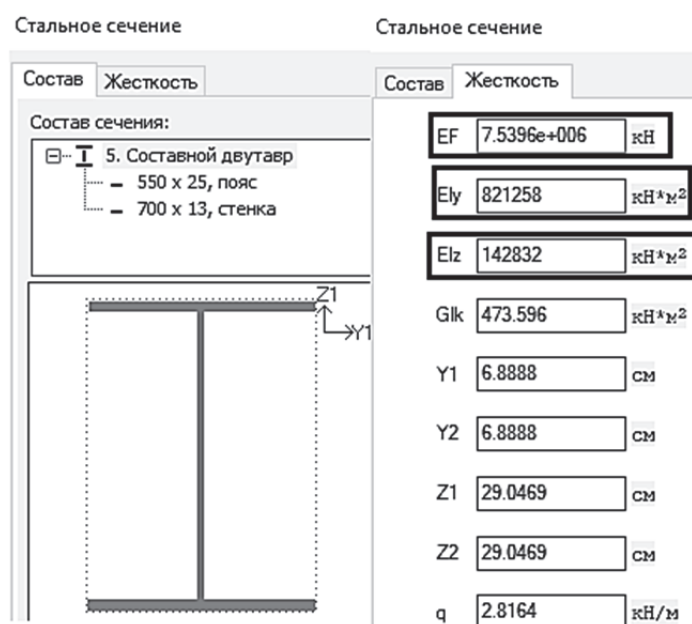 Стальное сечение
Состав Жесткость
Состав сечения:
5. Составной двутавр
550 x 25, пояс
700 x 13, стенка
Z1
Y1
Стальное сечение
Состав Жесткость
EF 7.5396e+006 кН
EIy 821258 кН*м²
EIz 142832 кН*м²
GIk 473.596 кН*м²
Y1 6.8888 см
Y2 6.8888 см
Z1 29.0469 см
Z2 29.0469 см
q 2.8164 кН/м